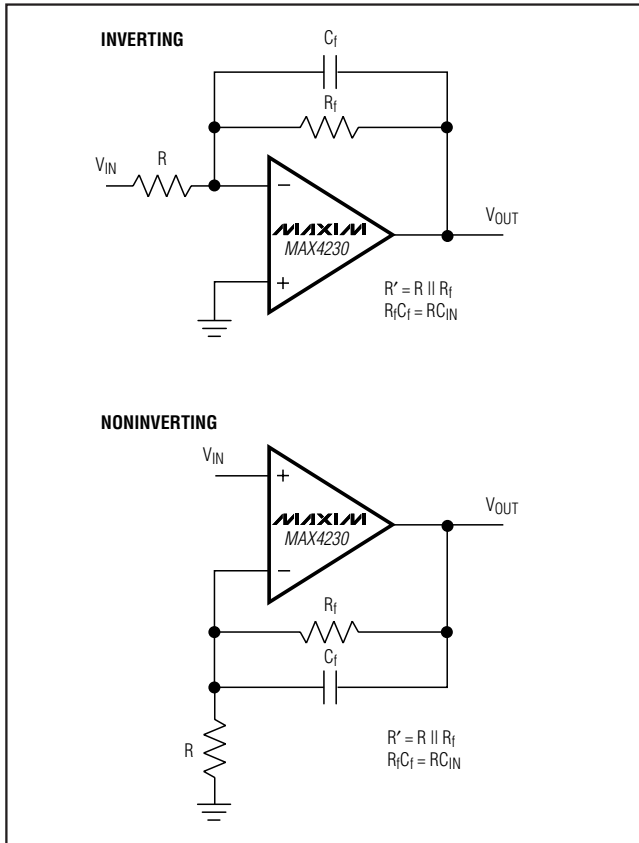 INVERTING
Cf
Rf
VIN
R
−
MAXIM
MAX4230
VOUT
+
R′ = R || Rf
RfCf = RCIN
NONINVERTING
VIN
+
MAXIM
MAX4230
VOUT
−
Rf
Cf
R
R′ = R || Rf
RfCf = RCIN